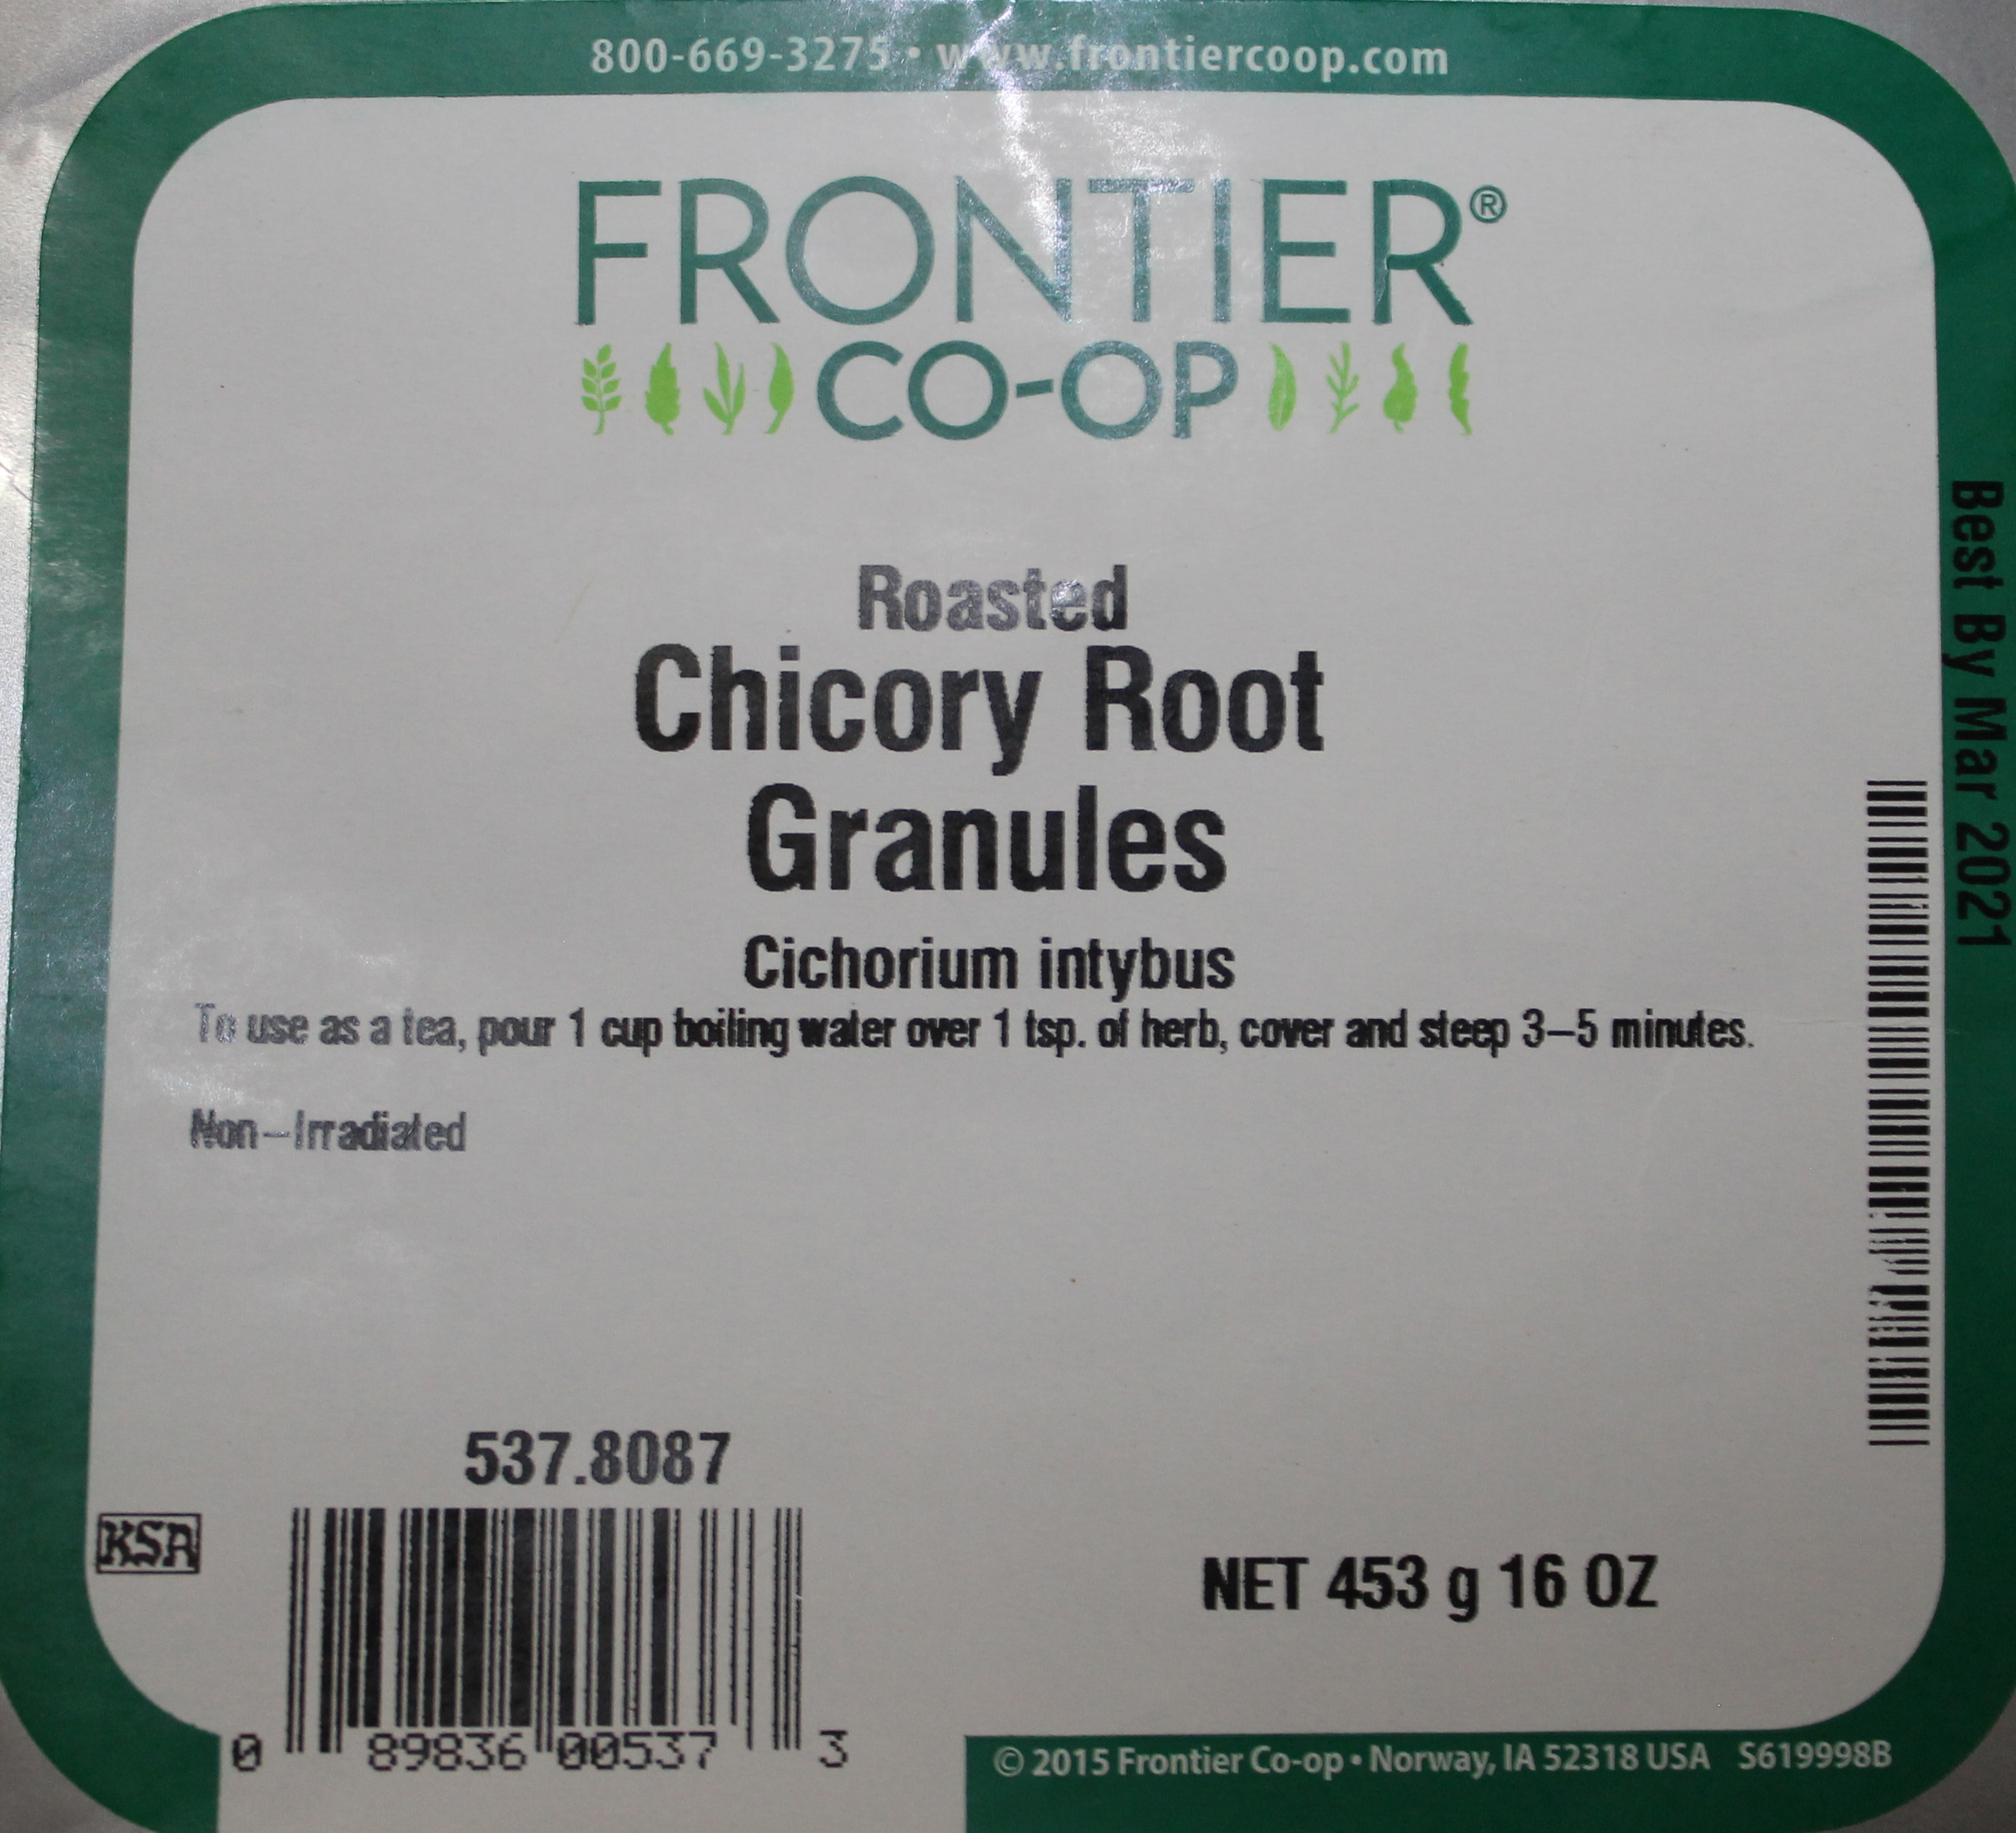 800-669-3275 • www.frontiercoop.com
FRONTIER®
CO-OP
Roasted
Chicory Root
Granules
Cichorium intybus
To use as a tea, pour 1 cup boiling water over 1 tsp. of herb, cover and steep 3–5 minutes.
Non–Irradiated
Best By Mar 2021
537.8087
KSA
NET 453 g 16 OZ
0 89836 00537 3
© 2015 Frontier Co-op • Norway, IA 52318 USA S619998B